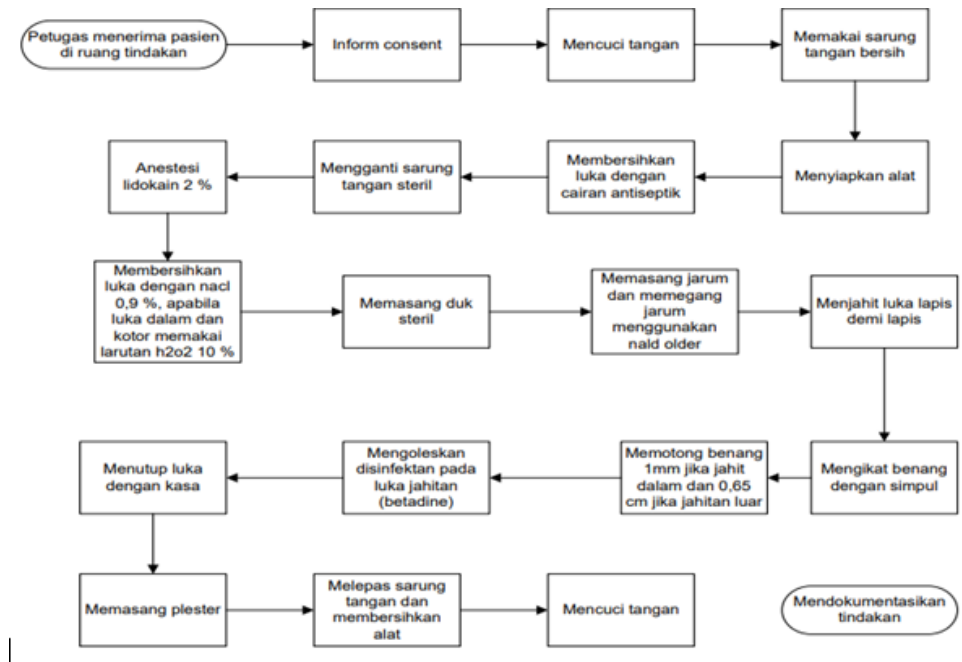 Petugas menerima pasien
di ruang tindakan
Inform consent
Mencuci tangan
Memakai sarung
tangan bersih
Menyiapkan alat
Membersihkan
luka dengan
cairan antiseptik
Mengganti sarung
tangan steril
Anestesi
lidokain 2 %
Membersihkan
luka dengan nacl
0,9 %, apabila
luka dalam dan
kotor memakai
larutan h2o2 10 %
Memasang duk
steril
Memasang jarum
dan memegang
jarum
menggunakan
nald older
Menjahit luka lapis
demi lapis
Mengikat benang
dengan simpul
Memotong benang
1mm jika jahit
dalam dan 0,65
cm jika jahitan luar
Mengoleskan
disinfektan pada
luka jahitan
(betadine)
Menutup luka
dengan kasa
Memasang plester
Melepas sarung
tangan dan
membersihkan
alat
Mencuci tangan
Mendokumentasikan
tindakan